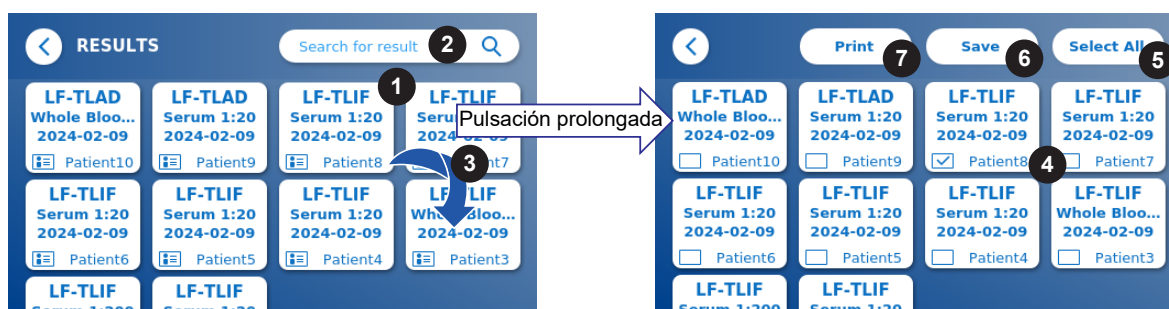 RESULTS
Search for result
2
1
LF-TLAD
Whole Bloo...
2024-02-09
Patient10
LF-TLAD
Serum 1:20
2024-02-09
Patient9
LF-TLIF
Serum 1:20
2024-02-09
Patient8
LF-TLIF
3
LF-TLIF
Serum 1:20
2024-02-09
Patient6
LF-TLIF
Serum 1:20
2024-02-09
Patient5
LF-TLIF
Serum 1:20
2024-02-09
Patient4
2024-02-09
Patient3
LF-TLIF
LF-TLIF
Pulsación prolongada
Print
7
Save
6
Select All
5
LF-TLAD
Whole Bloo...
2024-02-09
Patient10
LF-TLAD
Serum 1:20
2024-02-09
Patient9
LF-TLIF
Serum 1:20
2024-02-09
Patient8
4
LF-TLIF
Serum 1:20
2024-02-09
Patient7
LF-TLIF
Serum 1:20
2024-02-09
Patient6
LF-TLIF
Serum 1:20
2024-02-09
Patient5
LF-TLIF
Serum 1:20
2024-02-09
Patient4
LF-TLIF
Whole Bloo...
2024-02-09
Patient3
LF-TLIF
LF-TLIF